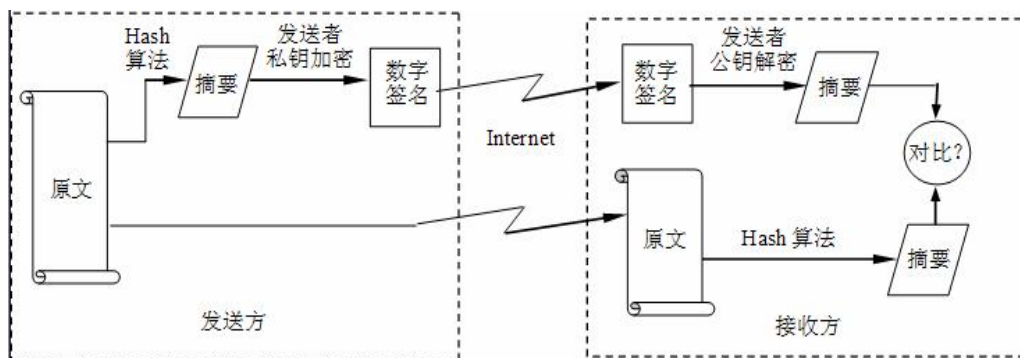 Hash
算法
摘要
发送者
私钥加密
数字
签名
原文
发送方
Internet
数字
签名
发送者
公钥解密
摘要
对比？
原文
Hash 算法
摘要
接收方